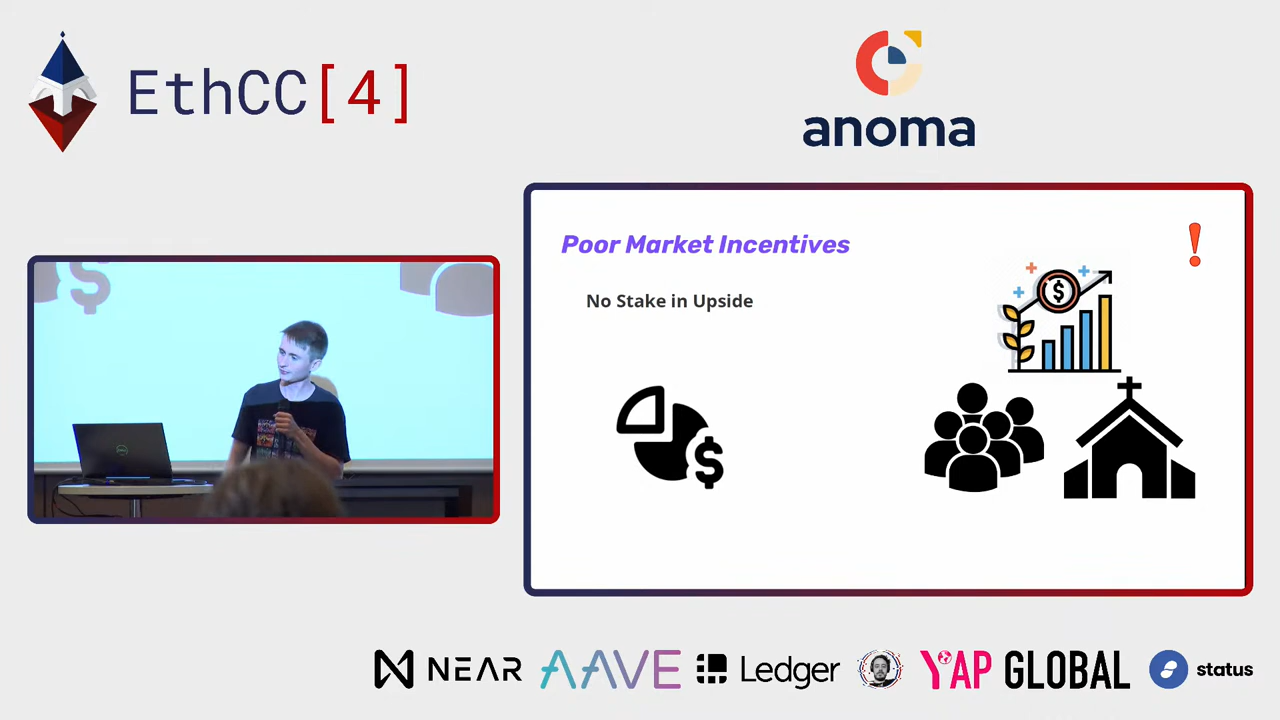 EthCC[4]
anoma
Poor Market Incentives
No Stake in Upside
NEAR
AAVE
Ledger
YAP GLOBAL
status